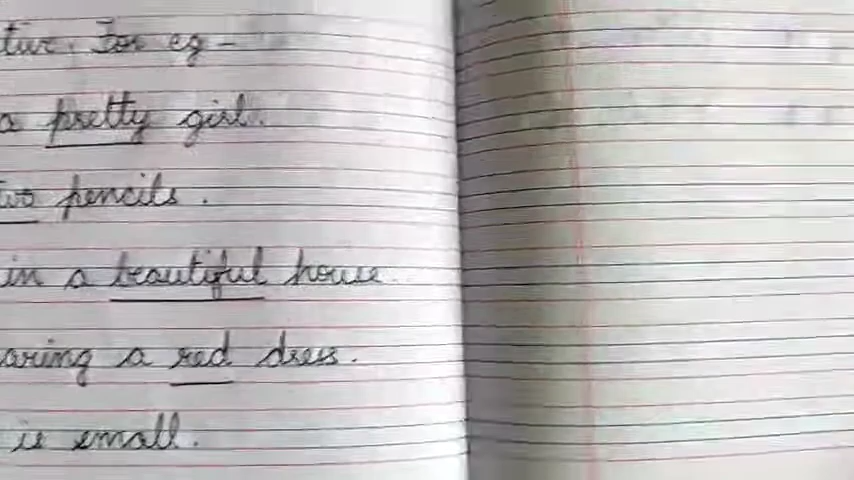 For eg -
a pretty girl.
pencils.
in a beautiful house.
a red dress.
is small.